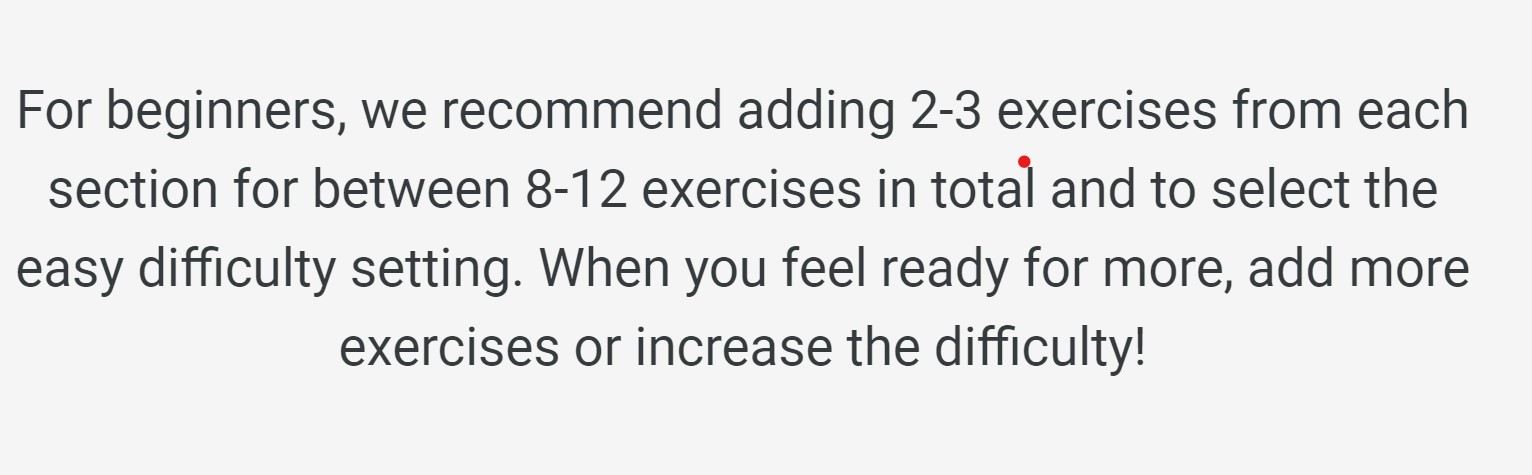 For beginners, we recommend adding 2-3 exercises from each
section for between 8-12 exercises in total and to select the
easy difficulty setting. When you feel ready for more, add more
exercises or increase the difficulty!